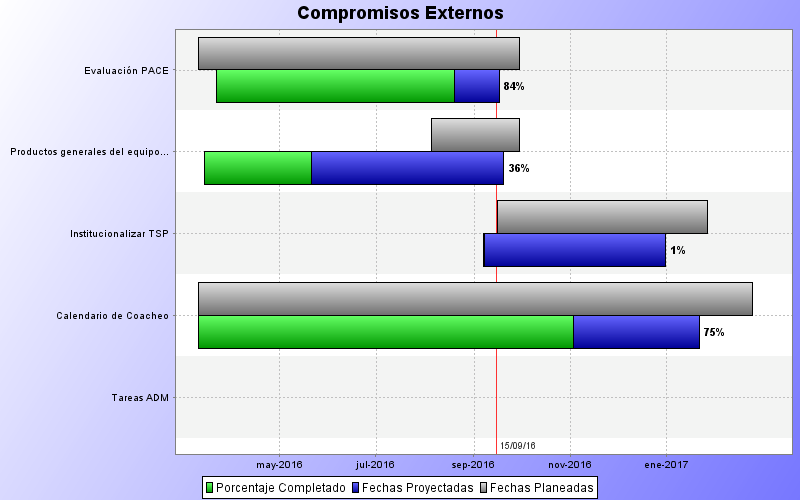 Compromisos Externos
Evaluación PACE
84%
Productos generales del equipo...
36%
Institucionalizar TSP
1%
Calendario de Coacheo
75%
Tareas ADM
15/09/16
may-2016 jul-2016 sep-2016 nov-2016 ene-2017
Porcentaje Completado Fechas Proyectadas Fechas Planeadas